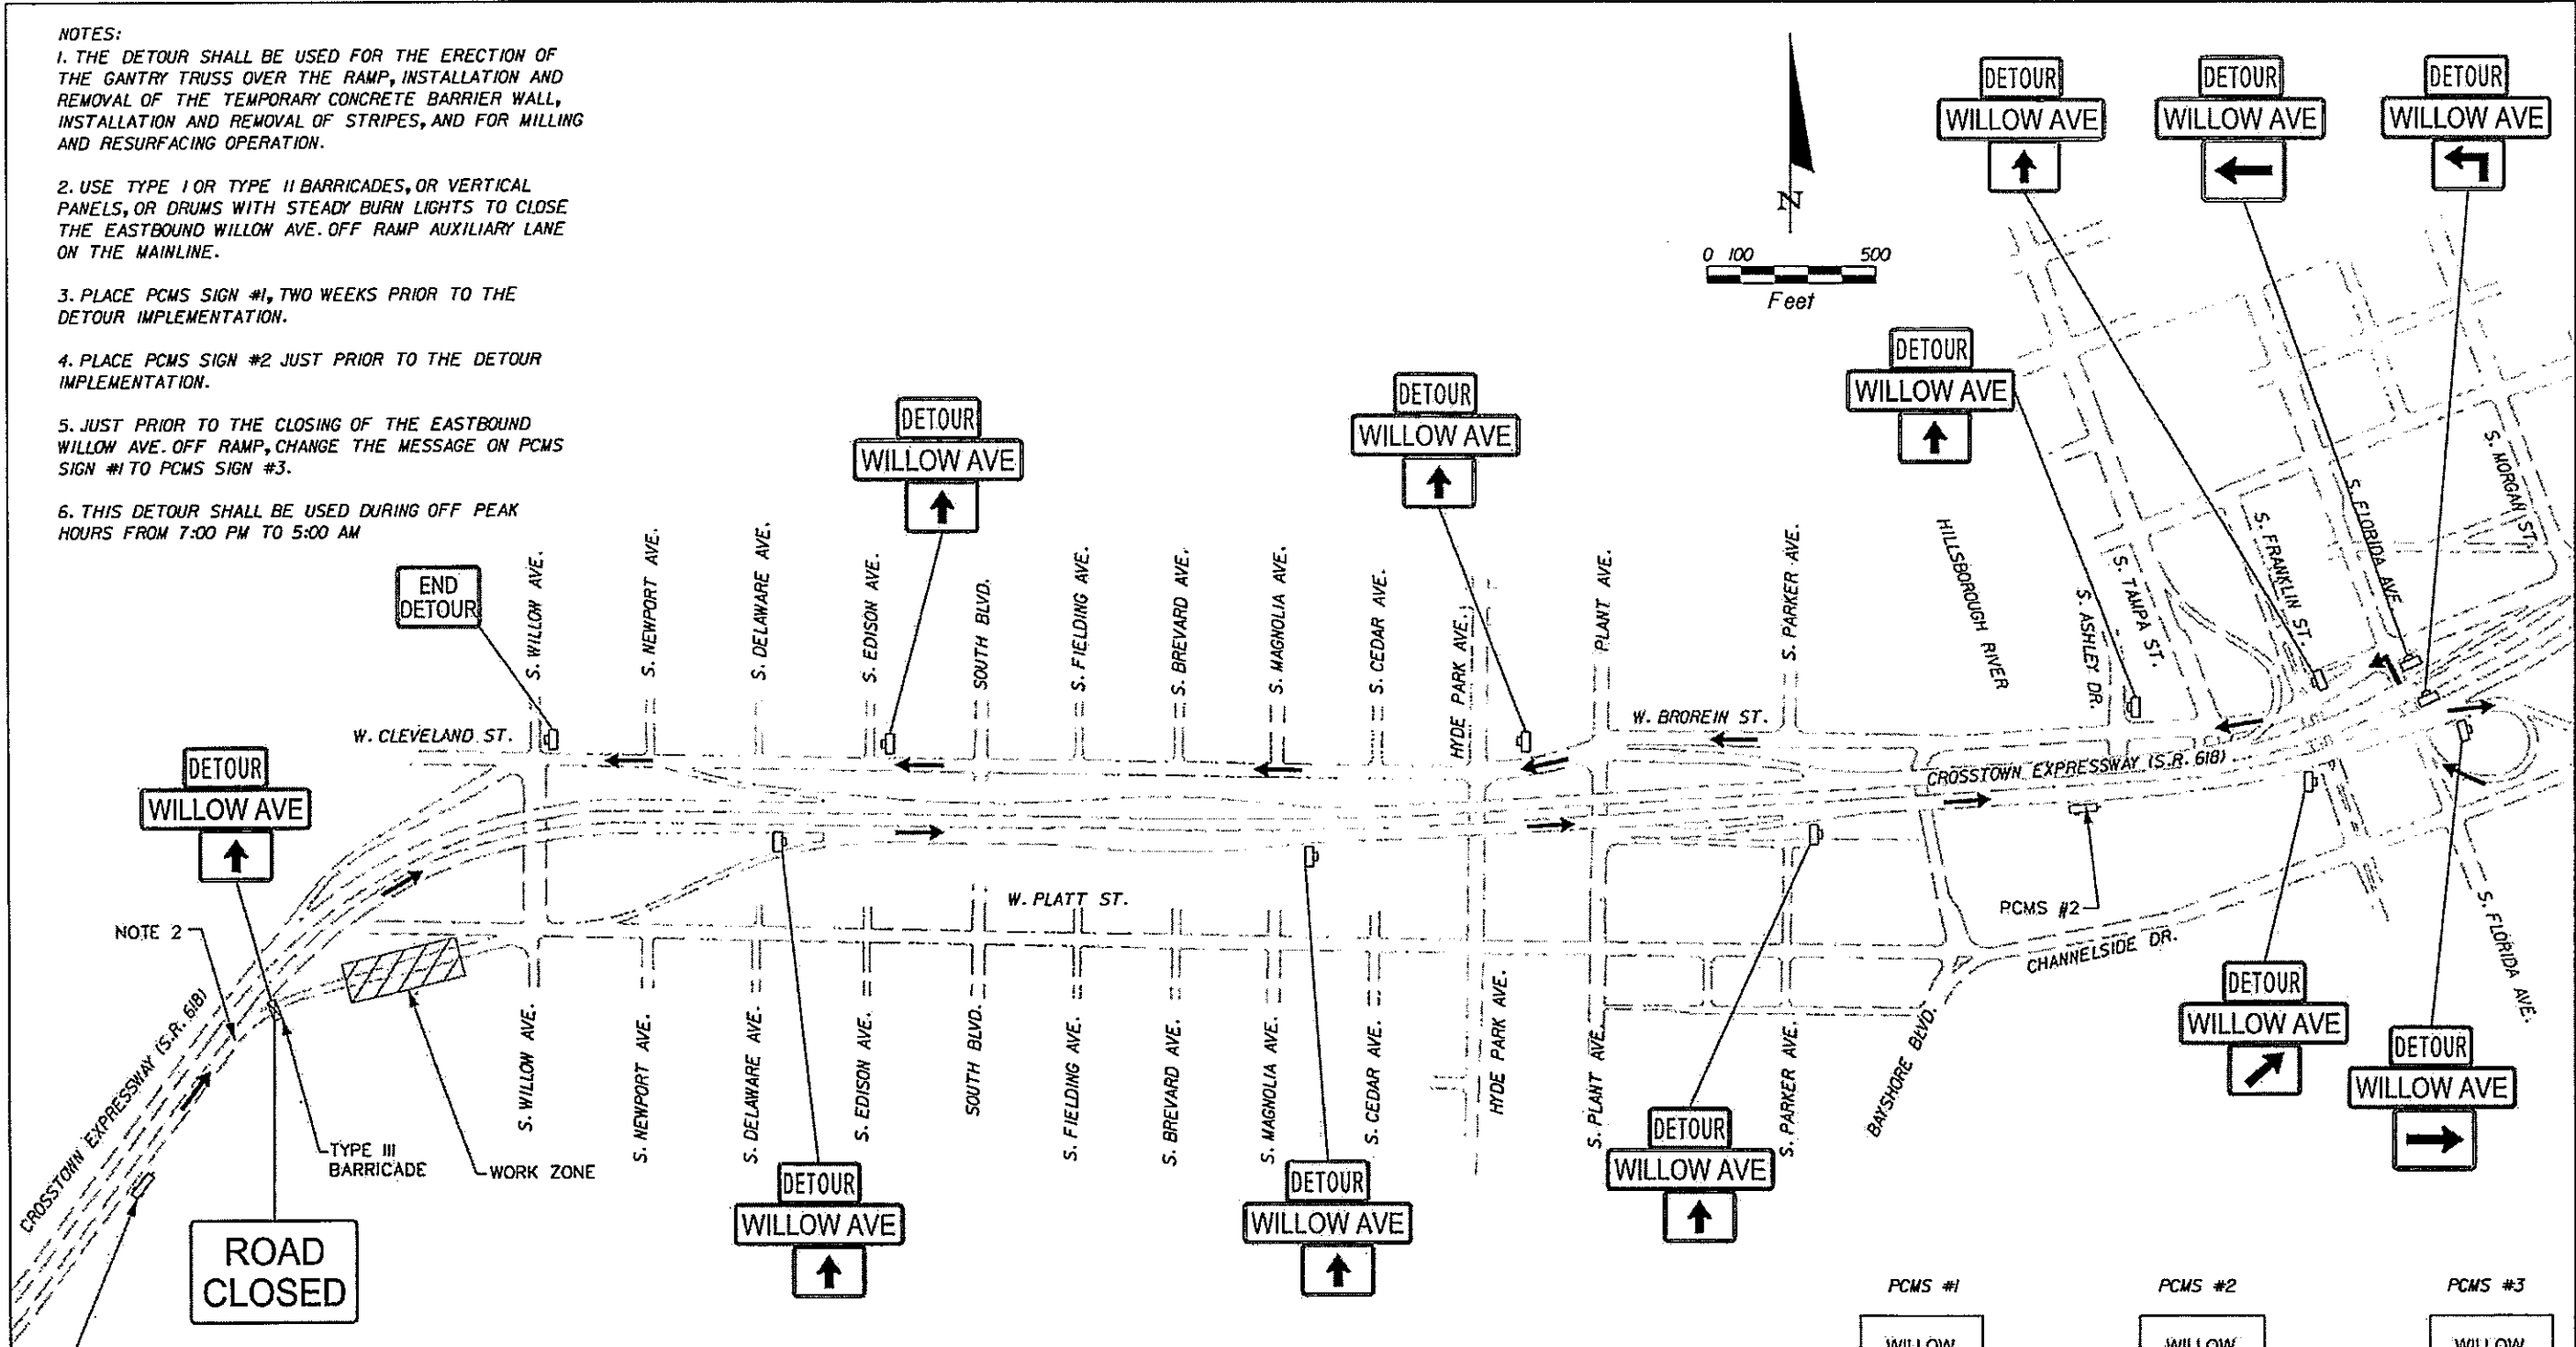 NOTES:
1. THE DETOUR SHALL BE USED FOR THE ERECTION OF
THE GANTRY TRUSS OVER THE RAMP, INSTALLATION AND
REMOVAL OF THE TEMPORARY CONCRETE BARRIER WALL,
INSTALLATION AND REMOVAL OF STRIPES, AND FOR MILLING
AND RESURFACING OPERATION.
2. USE TYPE I OR TYPE II BARRICADES, OR VERTICAL
PANELS, OR DRUMS WITH STEADY BURN LIGHTS TO CLOSE
THE EASTBOUND WILLOW AVE. OFF RAMP AUXILIARY LANE
ON THE MAINLINE.
3. PLACE PCMS SIGN #1, TWO WEEKS PRIOR TO THE
DETOUR IMPLEMENTATION.
4. PLACE PCMS SIGN #2 JUST PRIOR TO THE DETOUR
IMPLEMENTATION.
5. JUST PRIOR TO THE CLOSING OF THE EASTBOUND
WILLOW AVE. OFF RAMP, CHANGE THE MESSAGE ON PCMS
SIGN #1 TO PCMS SIGN #3.
6. THIS DETOUR SHALL BE USED DURING OFF PEAK
HOURS FROM 7:00 PM TO 5:00 AM
N
0 100 500
Feet
DETOUR
WILLOW AVE
DETOUR
WILLOW AVE
DETOUR
WILLOW AVE
DETOUR
WILLOW AVE
DETOUR
WILLOW AVE
DETOUR
WILLOW AVE
END
DETOUR
S. WILLOW AVE.
S. NEWPORT AVE.
S. DELAWARE AVE.
S. EDISON AVE.
SOUTH BLVD.
S. FIELDING AVE.
S. BREVARD AVE.
S. MAGNOLIA AVE.
S. CEDAR AVE.
HYDE PARK AVE.
PLANT AVE.
S. PARKER AVE.
HILLSBOROUGH RIVER
S. ASHLEY DR.
S. TAMPA ST.
S. FRANKLIN ST.
S. FLORIDA AVE.
S. MORGAN ST.
W. CLEVELAND ST.
W. BROREIN ST.
CROSSTOWN EXPRESSWAY (S.R. 618)
DETOUR
WILLOW AVE
NOTE 2
W. PLATT ST.
PCMS #2
CHANNELSIDE DR.
S. FLORIDA AVE.
CROSSTOWN EXPRESSWAY (S.R. 618)
TYPE III
BARRICADE
WORK ZONE
S. WILLOW AVE.
S. NEWPORT AVE.
S. DELAWARE AVE.
S. EDISON AVE.
SOUTH BLVD.
S. FIELDING AVE.
S. BREVARD AVE.
S. MAGNOLIA AVE.
S. CEDAR AVE.
HYDE PARK AVE.
S. PLANT AVE.
S. PARKER AVE.
BAYSHORE BLVD.
DETOUR
WILLOW AVE
DETOUR
WILLOW AVE
DETOUR
WILLOW AVE
DETOUR
WILLOW AVE
DETOUR
WILLOW AVE
ROAD
CLOSED
PCMS #1
PCMS #2
PCMS #3
WILLOW
WILLOW
WILLOW